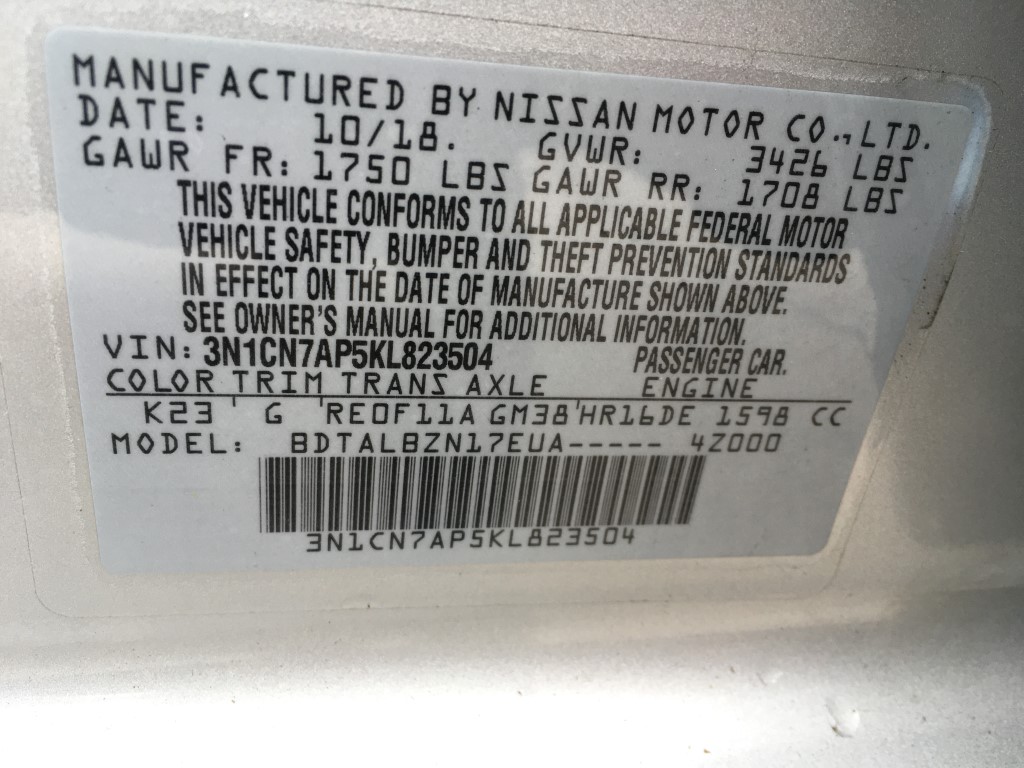 MANUFACTURED BY NISSAN MOTOR CO., LTD.
DATE: 10/18. GVWR: 3426 LBS
GAWR FR: 1750 LBS GAWR RR: 1708 LBS
THIS VEHICLE CONFORMS TO ALL APPLICABLE FEDERAL MOTOR
VEHICLE SAFETY, BUMPER AND THEFT PREVENTION STANDARDS
IN EFFECT ON THE DATE OF MANUFACTURE SHOWN ABOVE.
SEE OWNER'S MANUAL FOR ADDITIONAL INFORMATION.
VIN: 3N1CN7AP5KL823504 PASSENGER CAR.
COLOR TRIM TRANS AXLE ENGINE
K23 ' G 'RE0F11A GM38'HR16DE 1598 CC
MODEL: BDTALBZN17EUA----- 4Z000
3N1CN7AP5KL823504